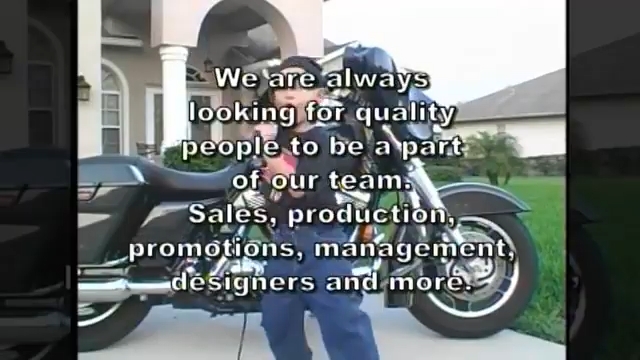 We are always
looking for quality
people to be a part
of our team.
Sales, production,
promotions, management,
designers and more.